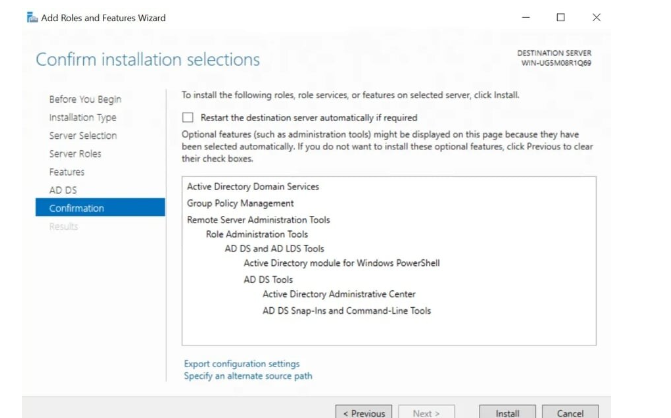 Add Roles and Features Wizard
Confirm installation selections
DESTINATION SERVER
WIN-UG5M08R1Q69
Before You Begin
Installation Type
Server Selection
Server Roles
Features
AD DS
Confirmation
Results
To install the following roles, role services, or features on selected server, click Install.
Restart the destination server automatically if required
Optional features (such as administration tools) might be displayed on this page because they have
been selected automatically. If you do not want to install these optional features, click Previous to clear
their check boxes.
Active Directory Domain Services
Group Policy Management
Remote Server Administration Tools
Role Administration Tools
AD DS and AD LDS Tools
Active Directory module for Windows PowerShell
AD DS Tools
Active Directory Administrative Center
AD DS Snap-Ins and Command-Line Tools
Export configuration settings
Specify an alternate source path
< Previous
Next >
Install
Cancel